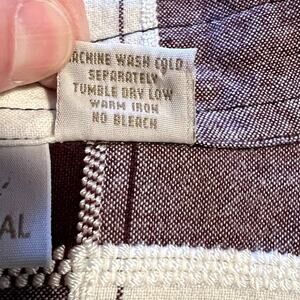 MACHINE WASH COLD
SEPARATELY
TUMBLE DRY LOW
WARM IRON
NO BLEACH